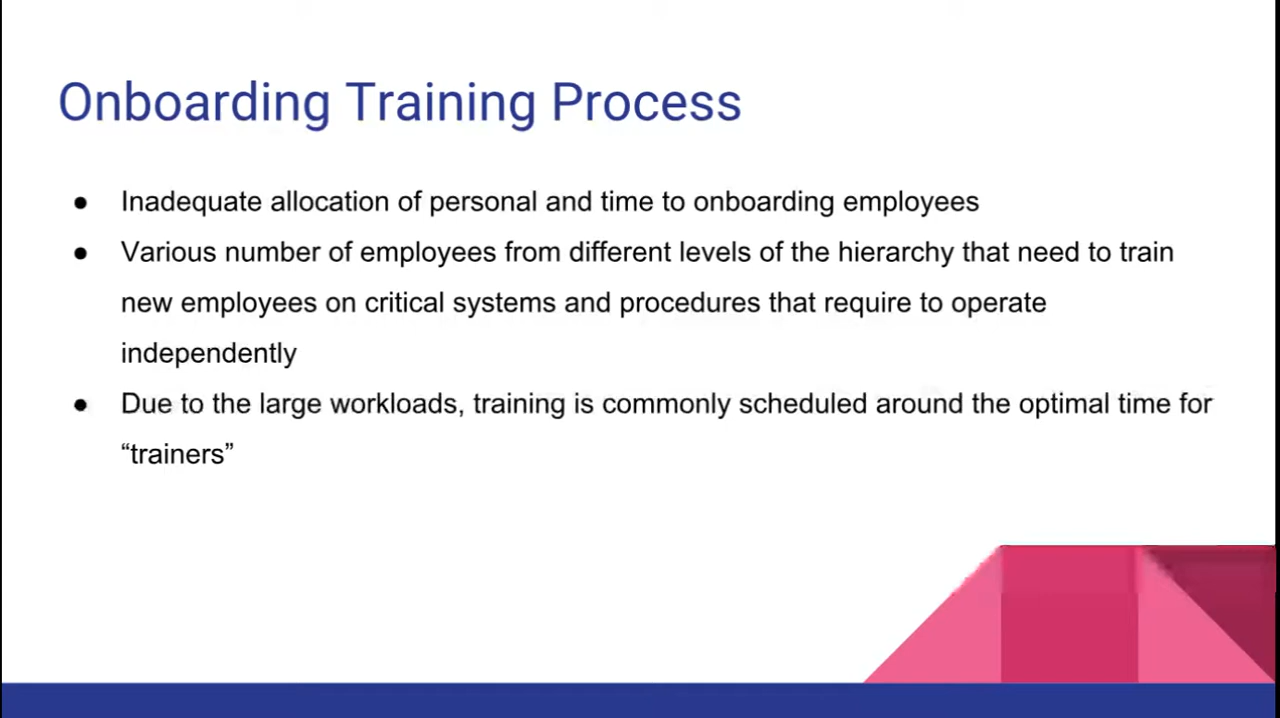 Onboarding Training Process
● Inadequate allocation of personal and time to onboarding employees
● Various number of employees from different levels of the hierarchy that need to train
new employees on critical systems and procedures that require to operate
independently
● Due to the large workloads, training is commonly scheduled around the optimal time for
“trainers”